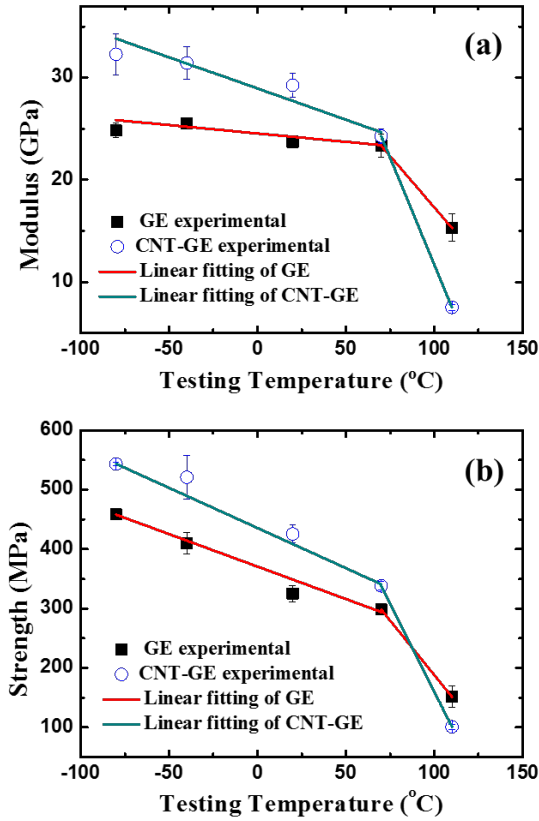 (a)
Modulus (GPa)
30
20
10
GE experimental
CNT-GE experimental
Linear fitting of GE
Linear fitting of CNT-GE
-100 -50 0 50 100 150
Testing Temperature (°C)
(b)
Strength (MPa)
600
500
400
300
200
100
GE experimental
CNT-GE experimental
Linear fitting of GE
Linear fitting of CNT-GE
-100 -50 0 50 100 150
Testing Temperature (°C)